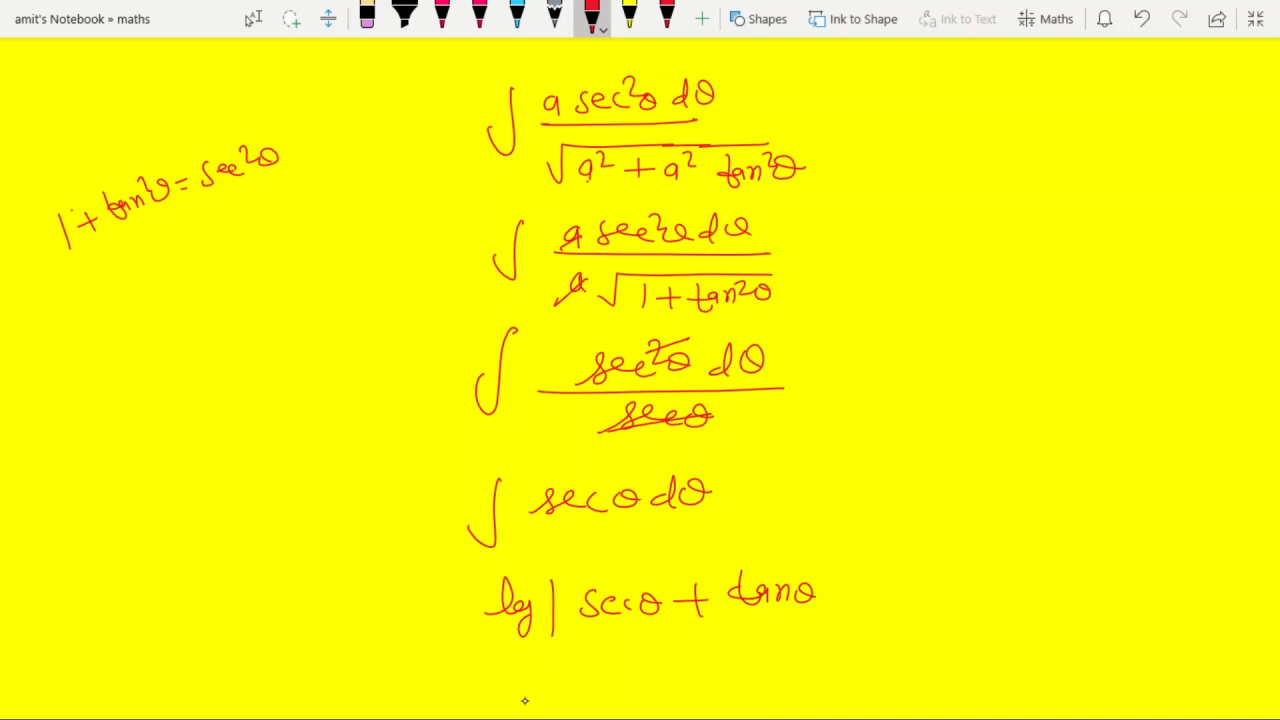 amit's Notebook » maths
Shapes
Ink to Shape
Ink to Text
Maths
∫ a sec²θ dθ
√a² + a² tan²θ
1 + tan²θ = sec²θ
∫ a sec²θ dθ
a √1 + tan²θ
∫ sec²θ dθ
secθ
∫ secθ dθ
log | secθ + tanθ